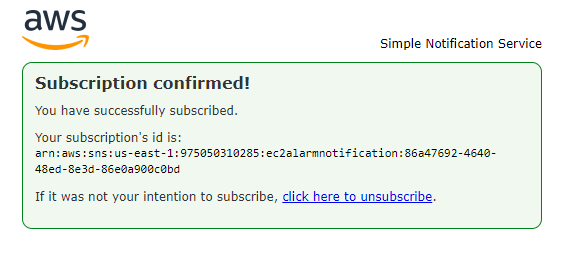 aws
Simple Notification Service
Subscription confirmed!
You have successfully subscribed.
Your subscription's id is:
arn:aws:sns:us-east-1:975050310285:ec2alarmnotification:86a47692-4640-
48ed-8e3d-86e0a900c0bd
If it was not your intention to subscribe, click here to unsubscribe.